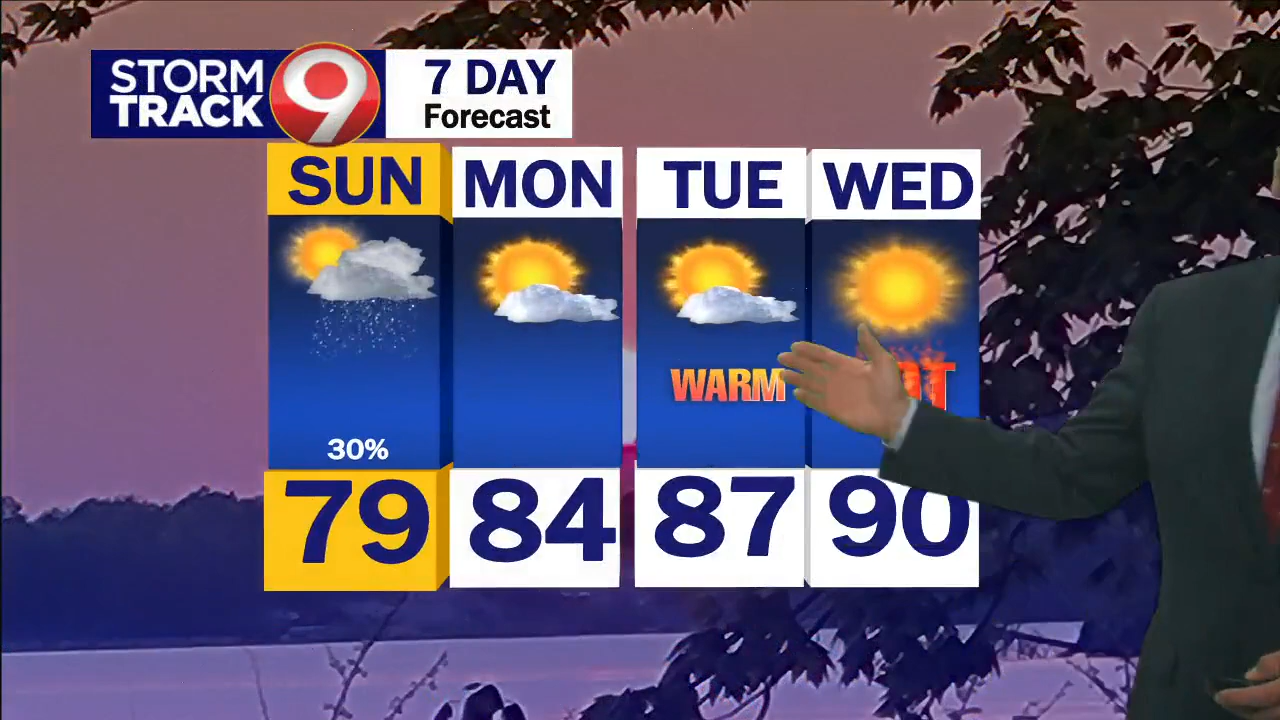 STORM
TRACK 9
7 DAY
Forecast
SUN MON TUE WED
WARM
30%
79 84 87 90